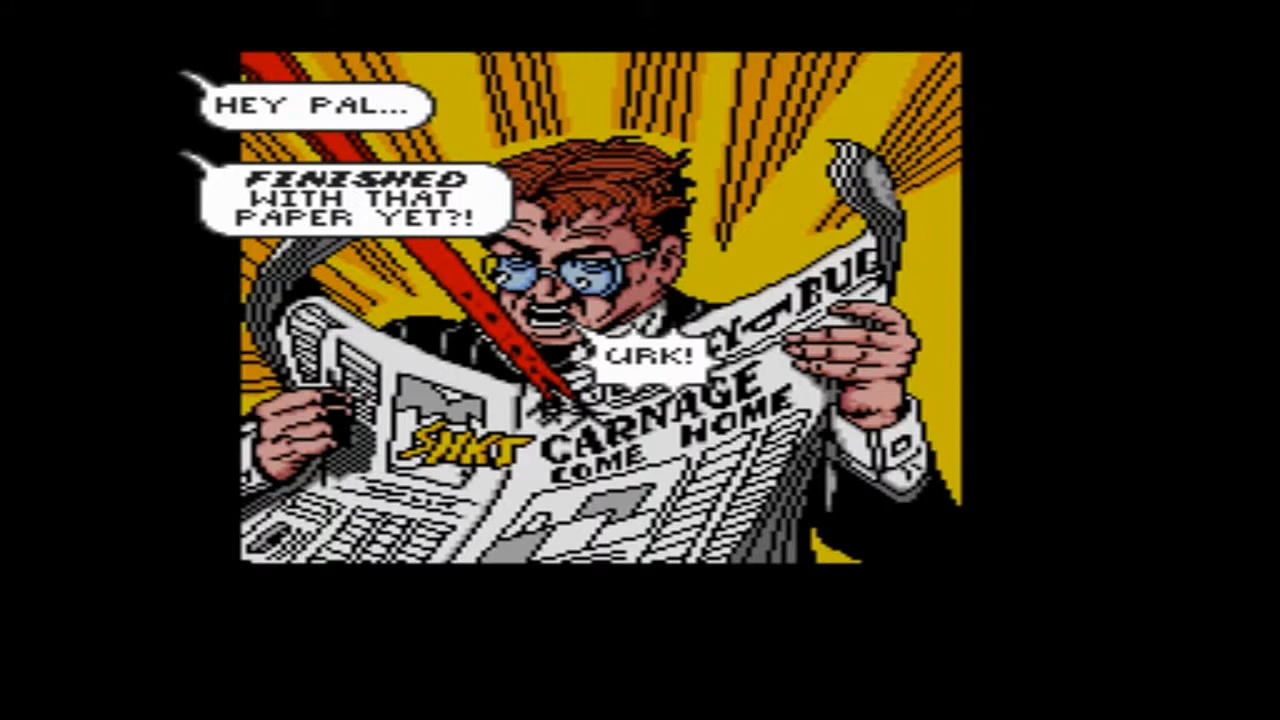 HEY PAL...
FINISHED
WITH THAT
PAPER YET?!
URK!
SHKT
CARNAGE
COME HOME